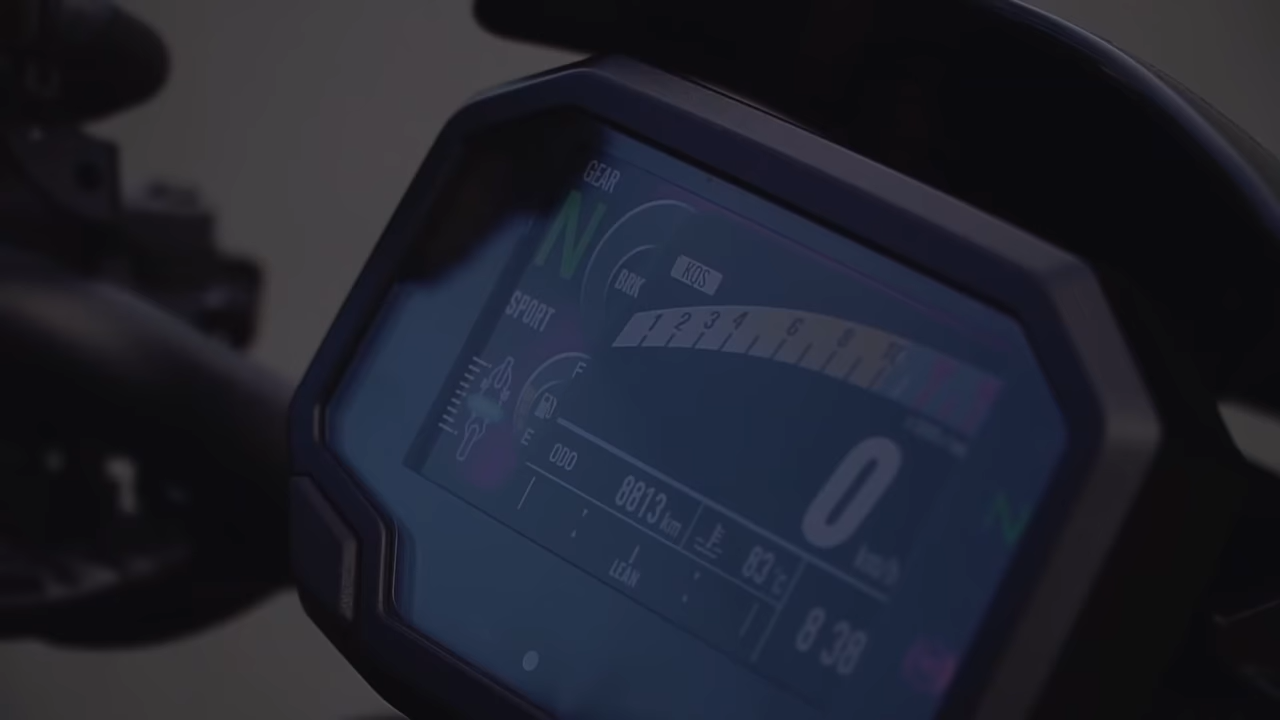 GEAR
N
BRK
KQS
SPORT
1 2 3 4 6 8
F
E
0
km/h
ODO
8813 km
83 °C
N
LEAN
8 38